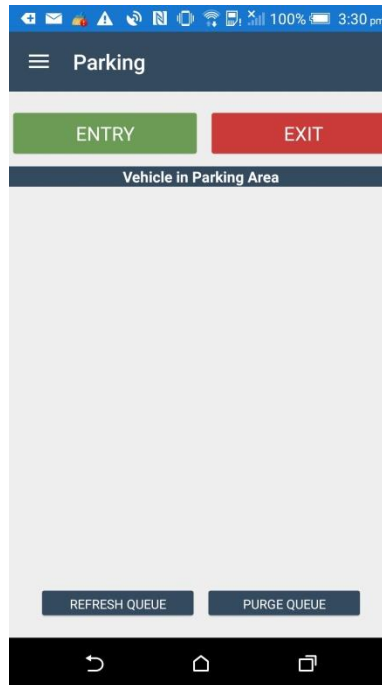 100% 3:30 pm
Parking
ENTRY EXIT
Vehicle in Parking Area
REFRESH QUEUE PURGE QUEUE